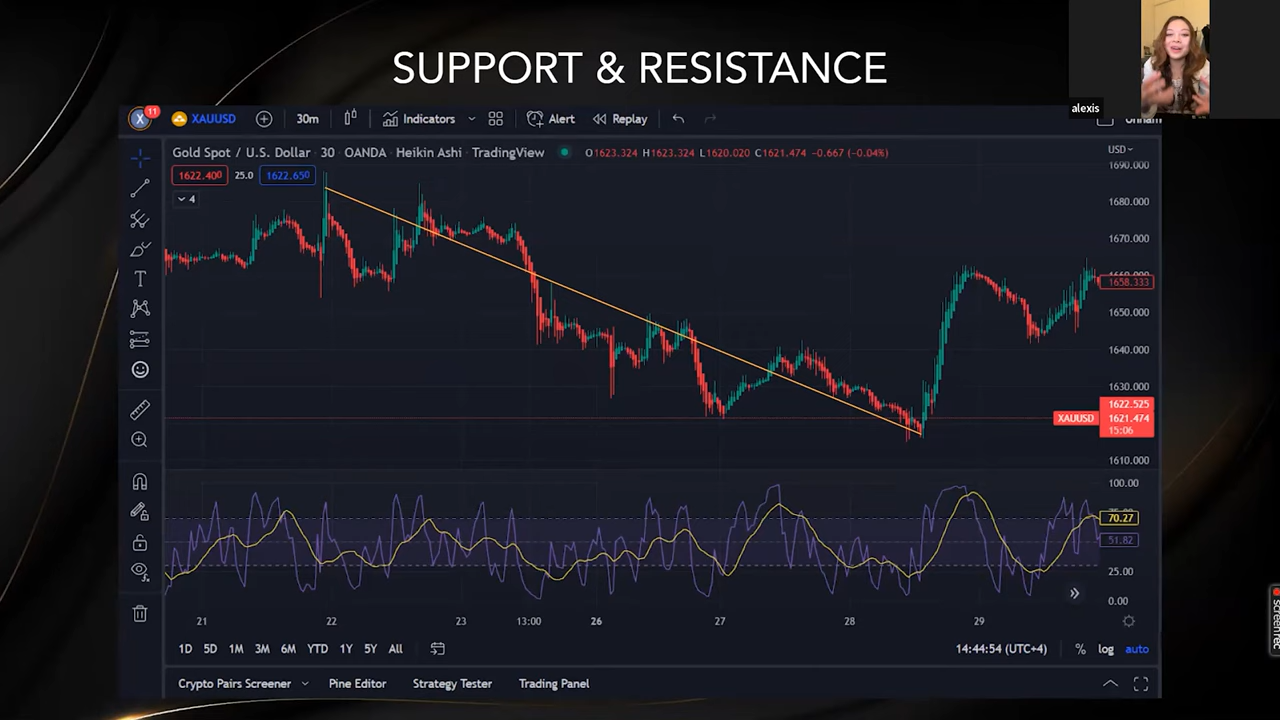 SUPPORT & RESISTANCE
alexis
X 11 XAUUSD 30m Indicators Alert Replay
Gold Spot / U.S. Dollar · 30 · OANDA · Heikin Ashi · TradingView O1623.324 H1623.324 L1620.020 C1621.474 -0.667 (-0.04%) USD
1622.400 25.0 1622.650
4
1690.000
1680.000
1670.000
1658.333
1650.000
1640.000
1630.000
1622.525
XAUUSD 1621.474
15:06
1610.000
100.00
70.27
51.82
25.00
0.00
21 22 23 13:00 26 27 28 29
1D 5D 1M 3M 6M YTD 1Y 5Y All 14:44:54 (UTC+4) % log auto
Crypto Pairs Screener Pine Editor Strategy Tester Trading Panel